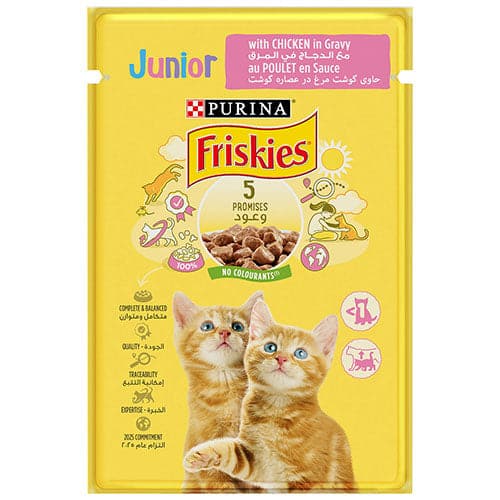 Junior
with CHICKEN in Gravy
مع الدجاج في المرق
au POULET en Sauce
حاوی گوشت مرغ در عصاره گوشت
PURINA
Friskies
5
PROMISES
وعود
NO COLOURANTS(1)
100%
COMPLETE & BALANCED
متكامل ومتوازن
QUALITY - الجودة
TRACEABILITY
إمكانية التتبع
EXPERTISE - الخبرة
2025 COMMITMENT
التزام عام ٢٠٢٥